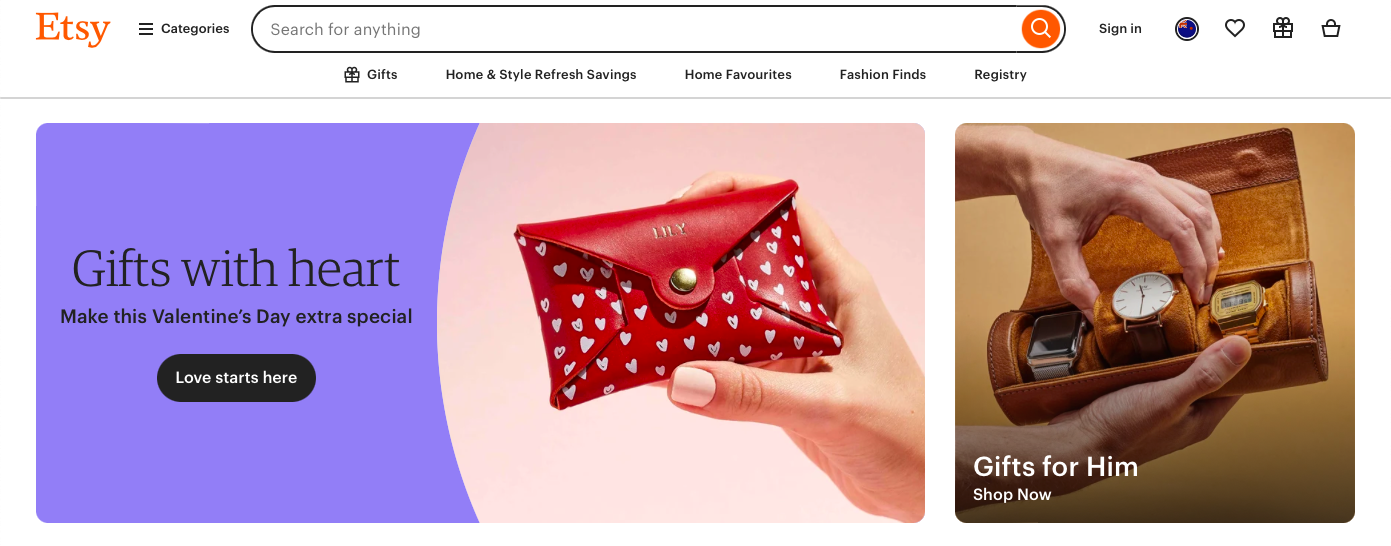 Etsy
Categories
Search for anything
Sign in
Gifts
Home & Style Refresh Savings
Home Favourites
Fashion Finds
Registry
Gifts with heart
Make this Valentine’s Day extra special
Love starts here
LILY
Gifts for Him
Shop Now